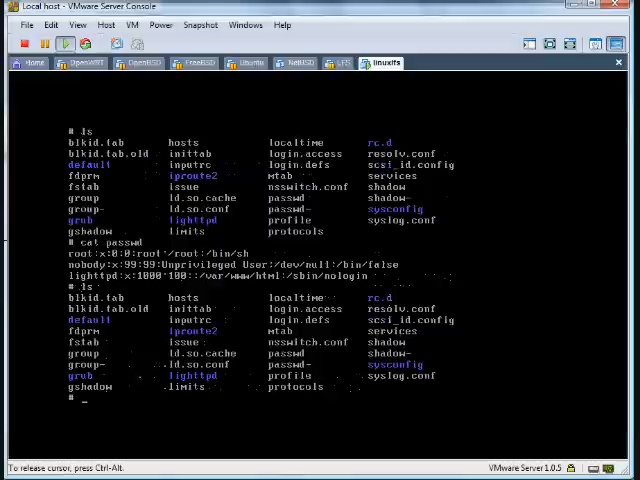 Local host - VMware Server Console
File Edit View Host VM Power Snapshot Windows Help
Home OpenWRT OpenBSD FreeBSD Ubuntu NetBSD LFS linuxlfs
# ls
blkid.tab hosts localtime rc.d
blkid.tab.old inittab login.access resolv.conf
default inputrc login.defs scsi_id.config
fdprm iproute2 mtab services
fstab issue nsswitch.conf shadow
group ld.so.cache passwd shadow-
group- ld.so.conf passwd- sysconfig
grub lighttpd profile syslog.conf
gshadow limits protocols
# cat passwd
root:x:0:0:root:/root:/bin/sh
nobody:x:99:99:Unprivileged User:/dev/null:/bin/false
lighttpd:x:1000:100::/var/www/html:/sbin/nologin
# ls
blkid.tab hosts localtime rc.d
blkid.tab.old inittab login.access resolv.conf
default inputrc login.defs scsi_id.config
fdprm iproute2 mtab services
fstab issue nsswitch.conf shadow
group ld.so.cache passwd shadow-
group- ld.so.conf passwd- sysconfig
grub lighttpd profile syslog.conf
gshadow limits protocols
# _
To release cursor, press Ctrl-Alt.
VMware Server 1.0.5